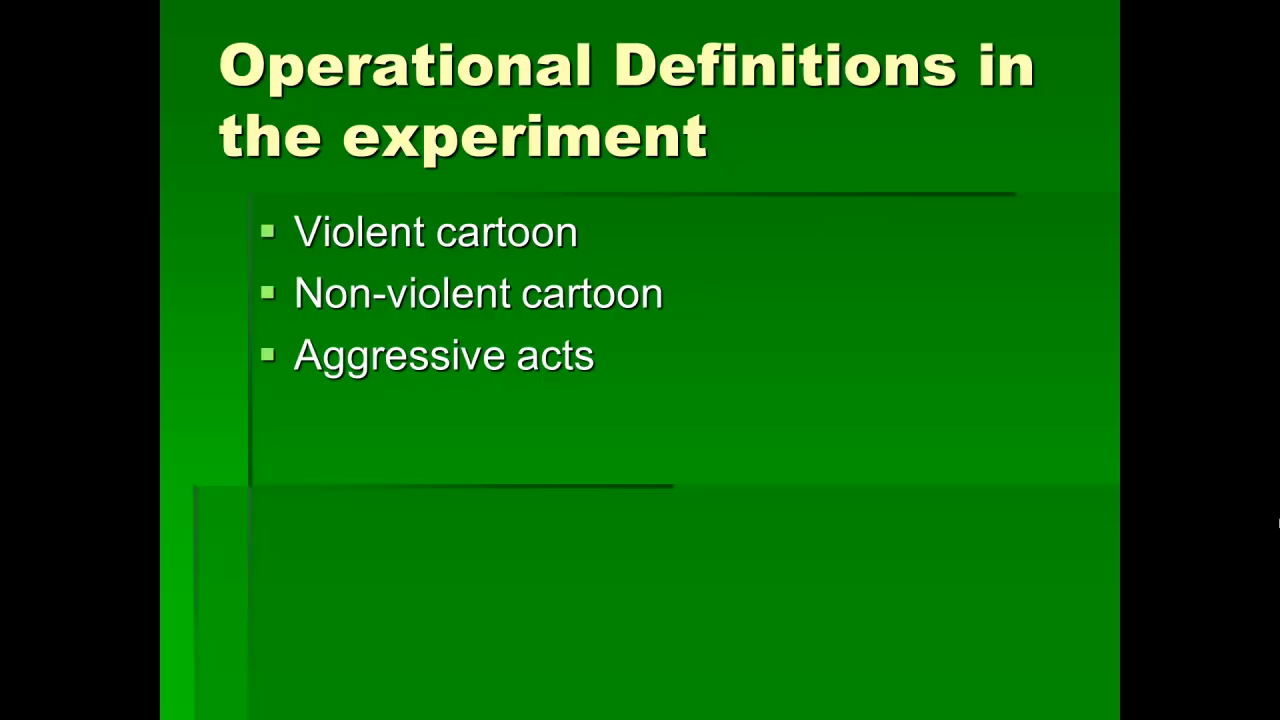 Operational Definitions in
the experiment
Violent cartoon
Non-violent cartoon
Aggressive acts